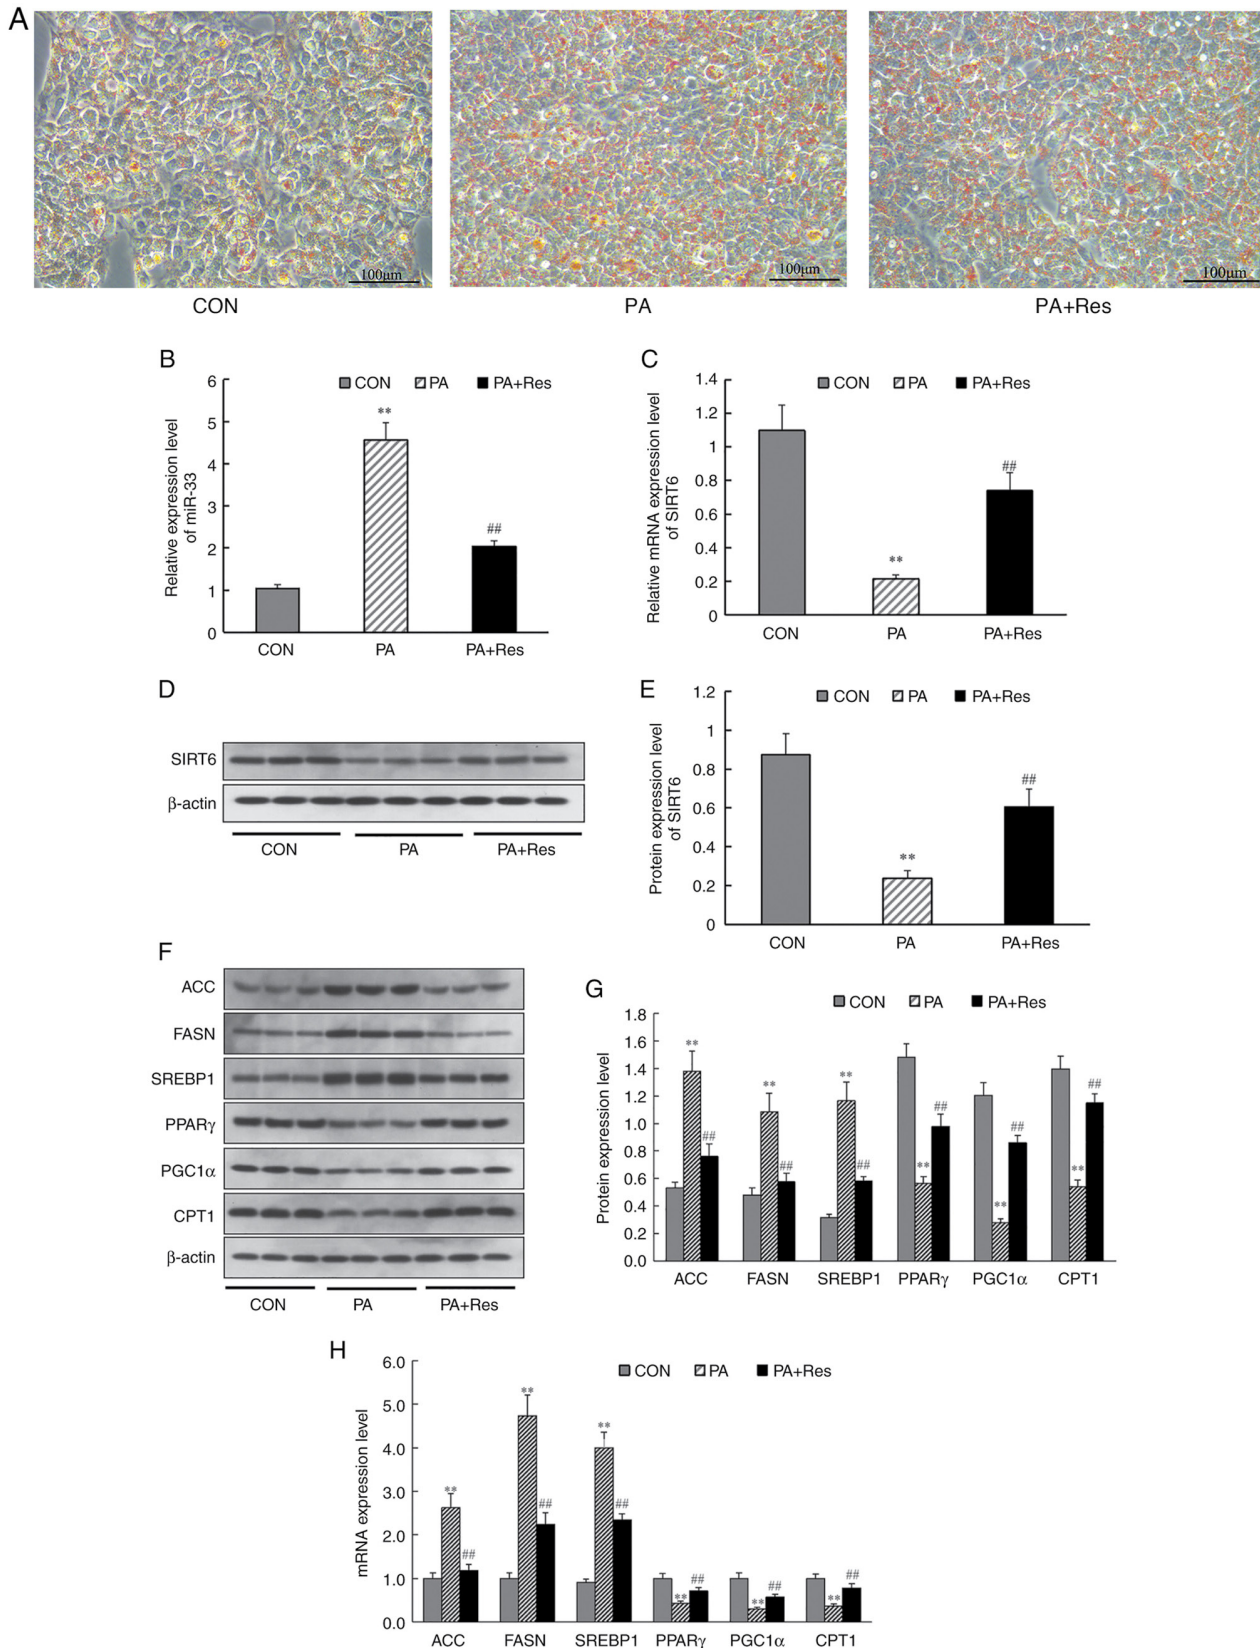 A
100μm
100μm
100μm
CON
PA
PA+Res
B
CON PA PA+Res
Relative expression level
of miR-33
6
5
4
3
2
1
0
**
##
CON PA PA+Res
C
CON PA PA+Res
Relative mRNA expression level
of SIRT6
1.4
1.2
1
0.8
0.6
0.4
0.2
0
**
##
CON PA PA+Res
D
SIRT6
β-actin
CON PA PA+Res
E
CON PA PA+Res
Protein expression level
of SIRT6
1.2
1
0.8
0.6
0.4
0.2
0
**
##
CON PA PA+Res
F
ACC
FASN
SREBP1
PPARγ
PGC1α
CPT1
β-actin
CON PA PA+Res
G
CON PA PA+Res
Protein expression level
1.8
1.6
1.4
1.2
1.0
0.8
0.6
0.4
0.2
0.0
** ## ** ## ** ## ** ## ** ## ** ##
ACC FASN SREBP1 PPARγ PGC1α CPT1
H
CON PA PA+Res
mRNA expression level
6.0
5.0
4.0
3.0
2.0
1.0
0.0
** ## ** ## ** ## ** ## ** ## ** ##
ACC FASN SREBP1 PPARγ PGC1α CPT1